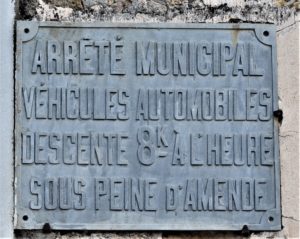 ARRÊTÉ MUNICIPAL
VÉHICULES AUTOMOBILES
DESCENTE 8K À L'HEURE
SOUS PEINE D'AMENDE